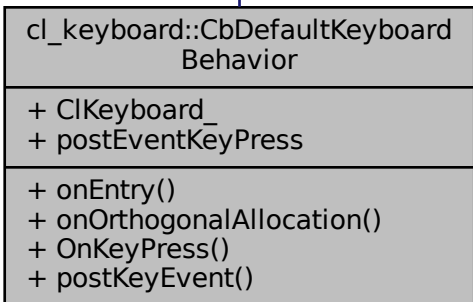 cl_keyboard::CbDefaultKeyboard
Behavior
+ ClKeyboard_
+ postEventKeyPress
+ onEntry()
+ onOrthogonalAllocation()
+ OnKeyPress()
+ postKeyEvent()